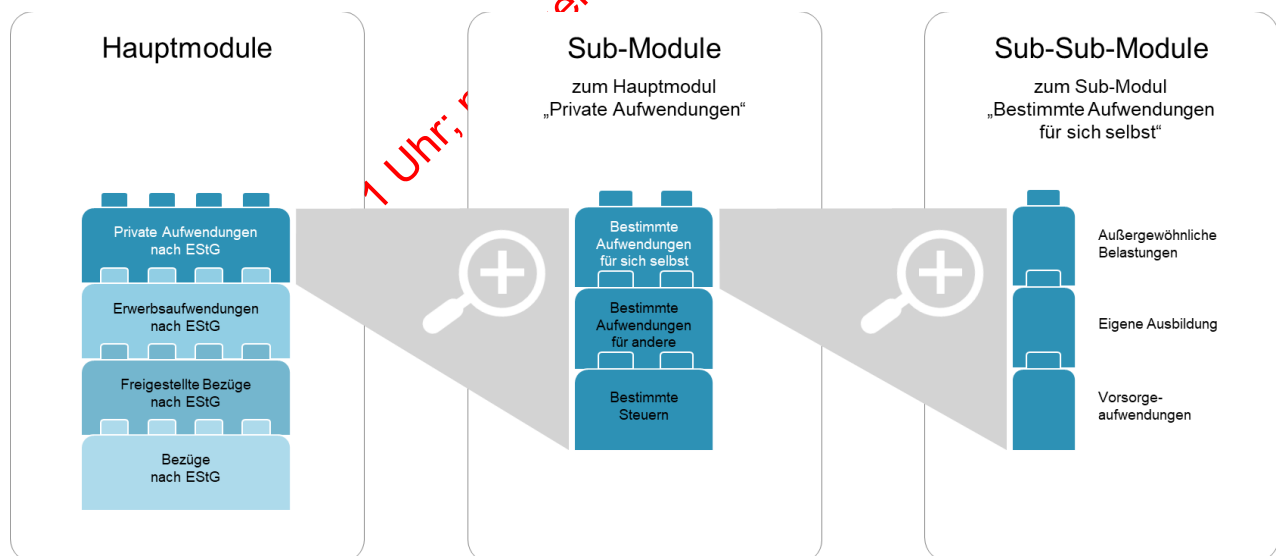 Hauptmodule
Private Aufwendungen
nach EStG
Erwerbsaufwendungen
nach EStG
Freigestellte Bezüge
nach EStG
Bezüge
nach EStG
Sub-Module
zum Hauptmodul
„Private Aufwendungen“
Bestimmte
Aufwendungen
für sich selbst
Bestimmte
Aufwendungen
für andere
Bestimmte
Steuern
Sub-Sub-Module
zum Sub-Modul
„Bestimmte Aufwendungen
für sich selbst“
Außergewöhnliche
Belastungen
Eigene Ausbildung
Vorsorge-
aufwendungen
1 Uhr;